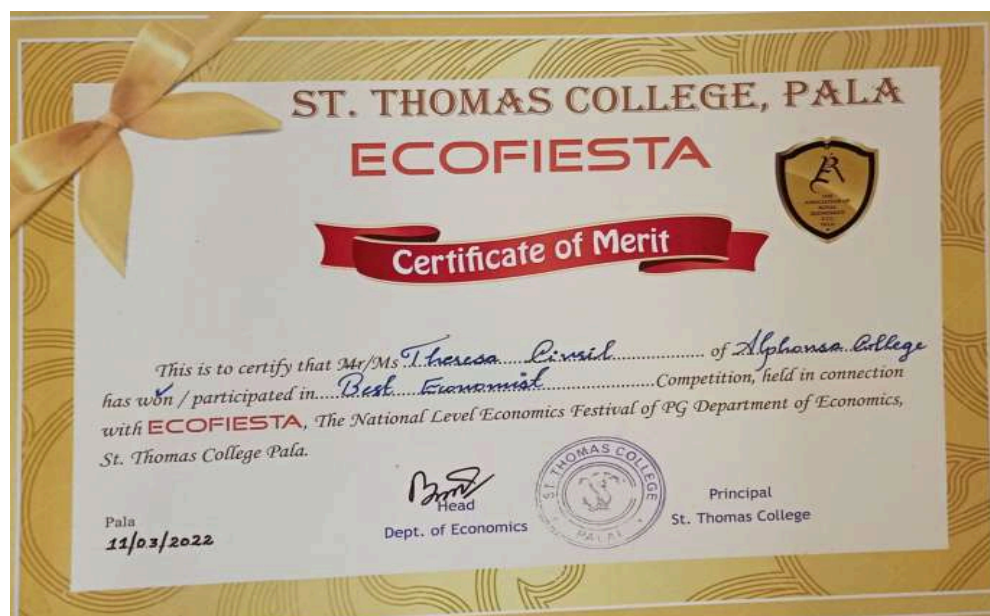 ST. THOMAS COLLEGE, PALA
ECOFIESTA
Certificate of Merit
This is to certify that Mr/Ms Theresa ........ of Alphonsa College
has won / participated in.... Best Economist ....................Competition, held in connection
with ECOFIESTA, The National Level Economics Festival of PG Department of Economics,
St. Thomas College Pala.
Head
Dept. of Economics
ST. THOMAS COLLEGE
PALAI
Principal
St. Thomas College
Pala
11/03/2022